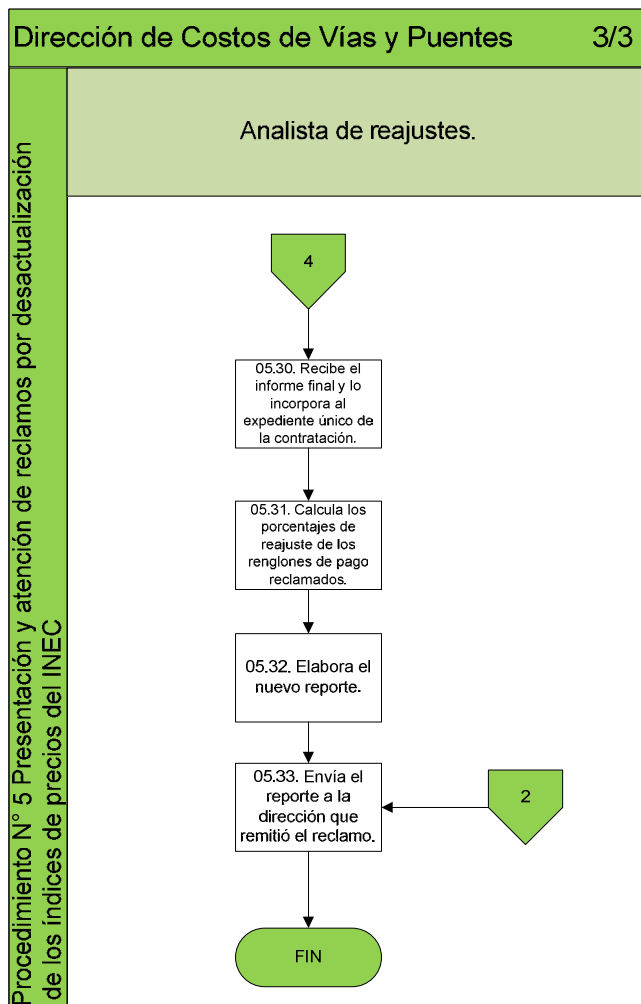 Dirección de Costos de Vías y Puentes 3/3
Procedimiento N° 5 Presentación y atención de reclamos por desactualización
de los índices de precios del INEC
Analista de reajustes.
4
05.30. Recibe el
informe final y lo
incorpora al
expediente único de
la contratación.
05.31. Calcula los
porcentajes de
reajuste de los
renglones de pago
reclamados.
05.32. Elabora el
nuevo reporte.
05.33. Envía el
reporte a la
dirección que
remitió el reclamo.
2
FIN